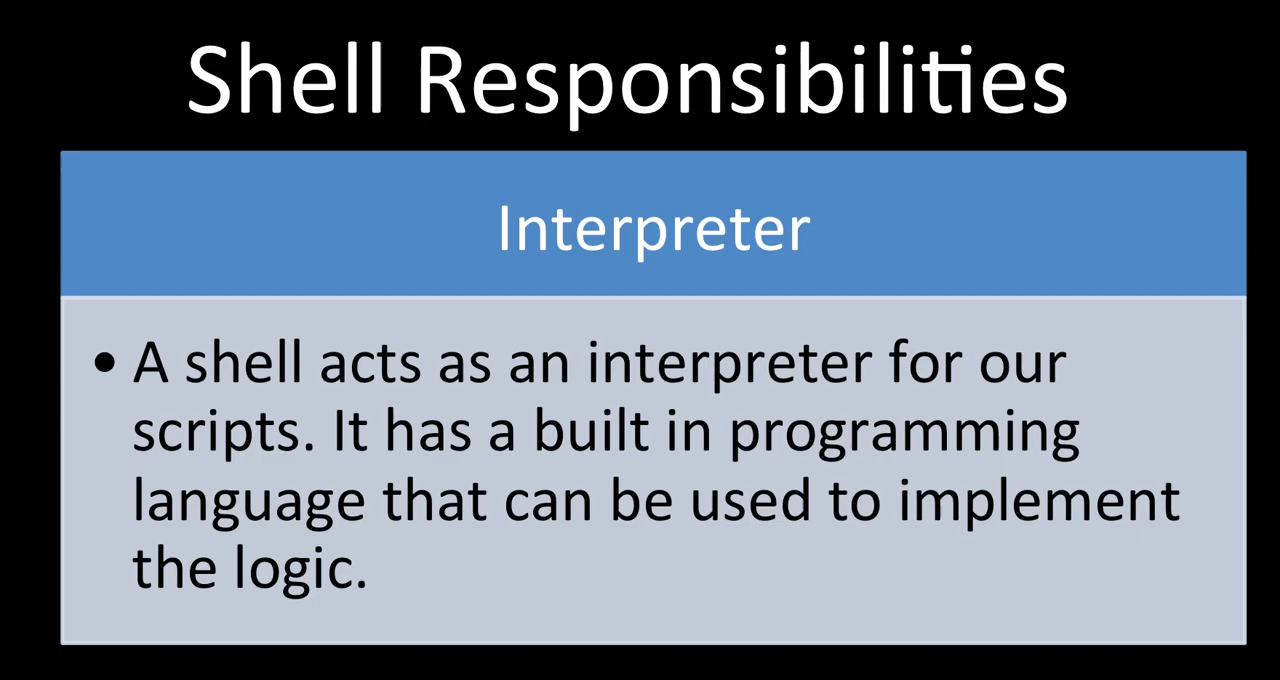 Shell Responsibilities
Interpreter
• A shell acts as an interpreter for our
scripts. It has a built in programming
language that can be used to implement
the logic.